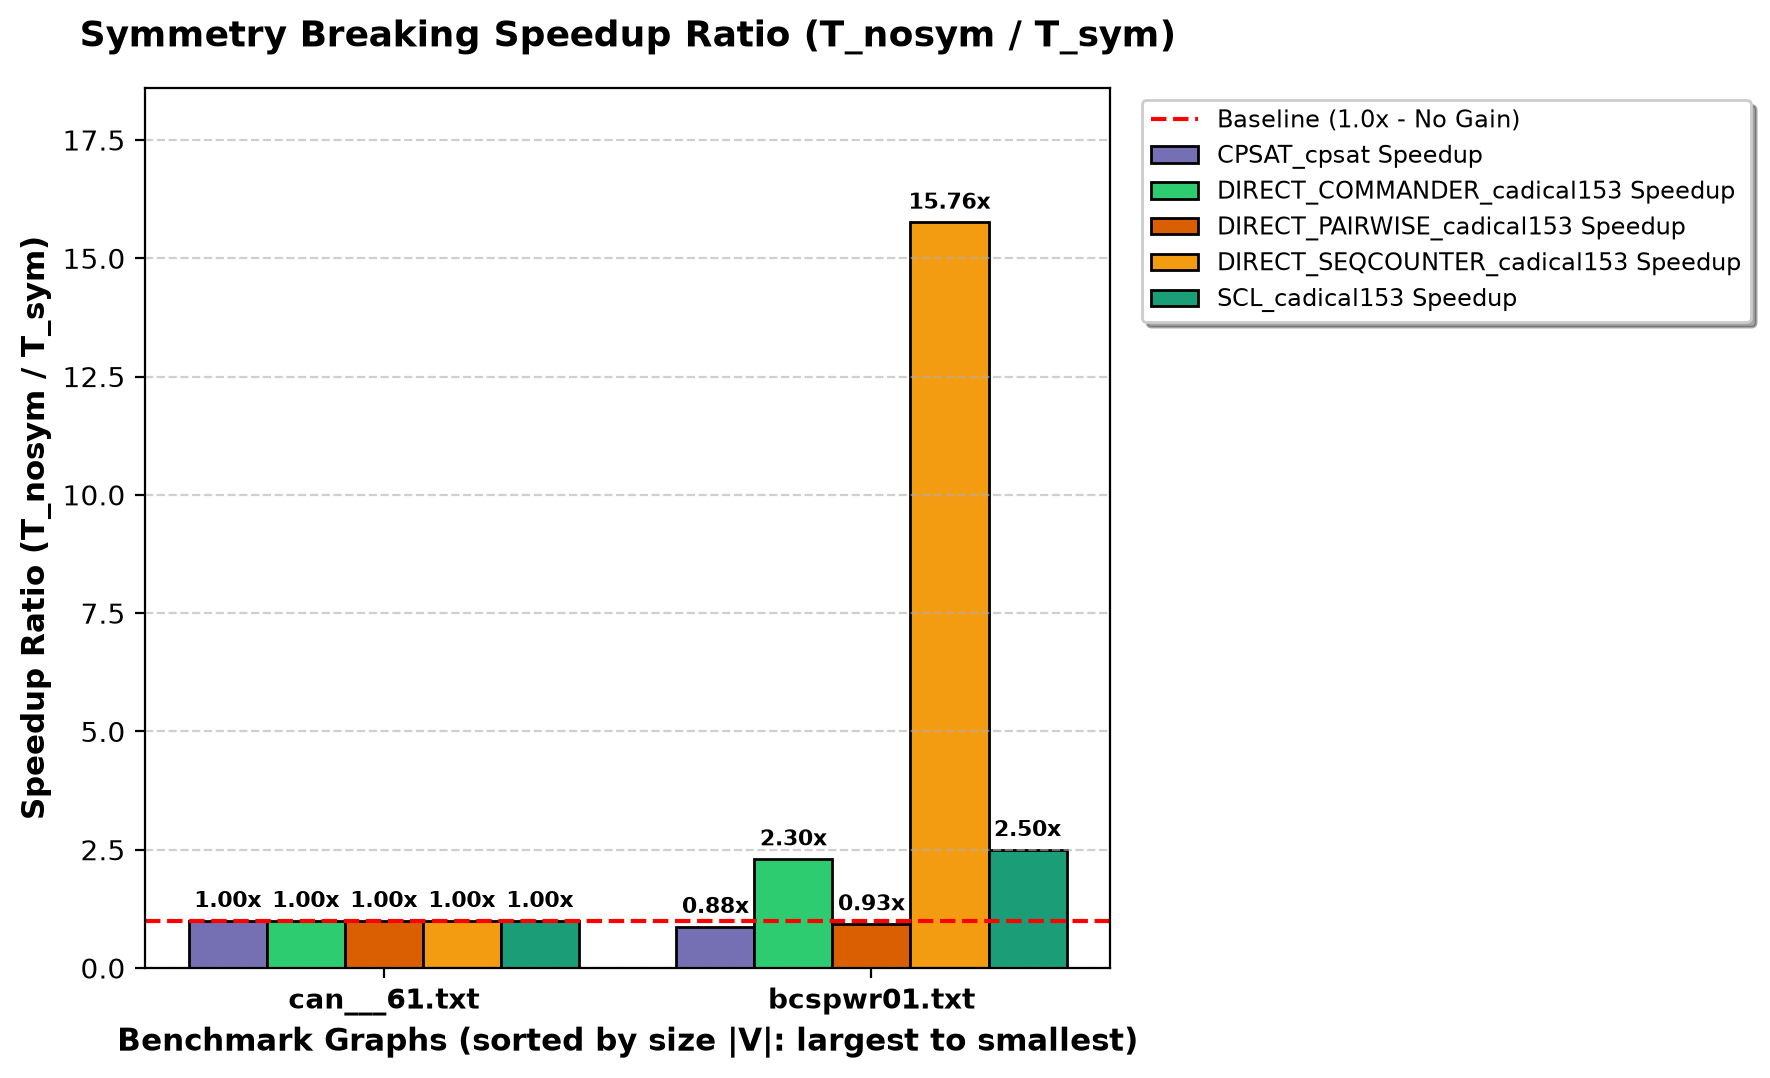 Symmetry Breaking Speedup Ratio (T_nosym / T_sym)
Speedup Ratio (T_nosym / T_sym)
17.5
15.0
12.5
10.0
7.5
5.0
2.5
0.0
1.00x 1.00x 1.00x 1.00x 1.00x
0.88x
2.30x
0.93x
15.76x
2.50x
can___61.txt
bcspwr01.txt
Benchmark Graphs (sorted by size |V|: largest to smallest)
Baseline (1.0x - No Gain)
CPSAT_cpsat Speedup
DIRECT_COMMANDER_cadical153 Speedup
DIRECT_PAIRWISE_cadical153 Speedup
DIRECT_SEQCOUNTER_cadical153 Speedup
SCL_cadical153 Speedup